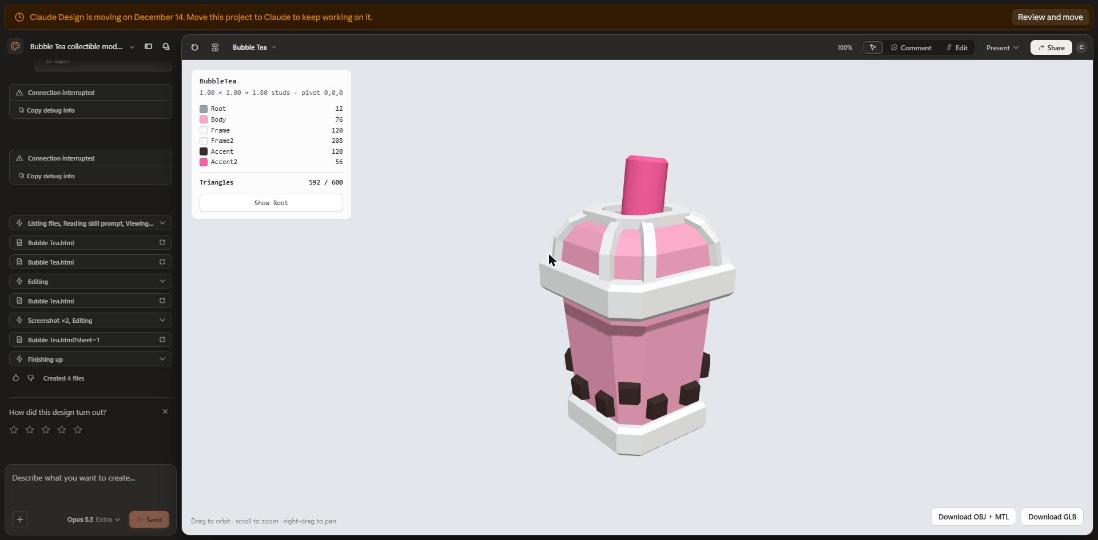 Claude Design is moving on December 14. Move this project to Claude to keep working on it.
Review and move
Bubble Tea collectible mod...
Bubble Tea
100%
Comment
Edit
Present
Share
C
Connection interrupted
Copy debug info
Connection interrupted
Copy debug info
Listing files, Reading skill prompt, Viewing...
Bubble Tea.html
Bubble Tea.html
Editing
Bubble Tea.html
Screenshot ×2, Editing
Bubble Tea.html?sheet=1
Finishing up
Created 4 files
How did this design turn out?
Describe what you want to create...
Opus 5.5 Extra
Send
BubbleTea
1.00 × 1.00 × 1.80 studs · pivot 0,0,0
Root 12
Body 76
Frame 120
Frame2 208
Accent 120
Accent2 56
Triangles 592 / 600
Show Root
Drag to orbit · scroll to zoom · right-drag to pan
Download OBJ + MTL
Download GLB